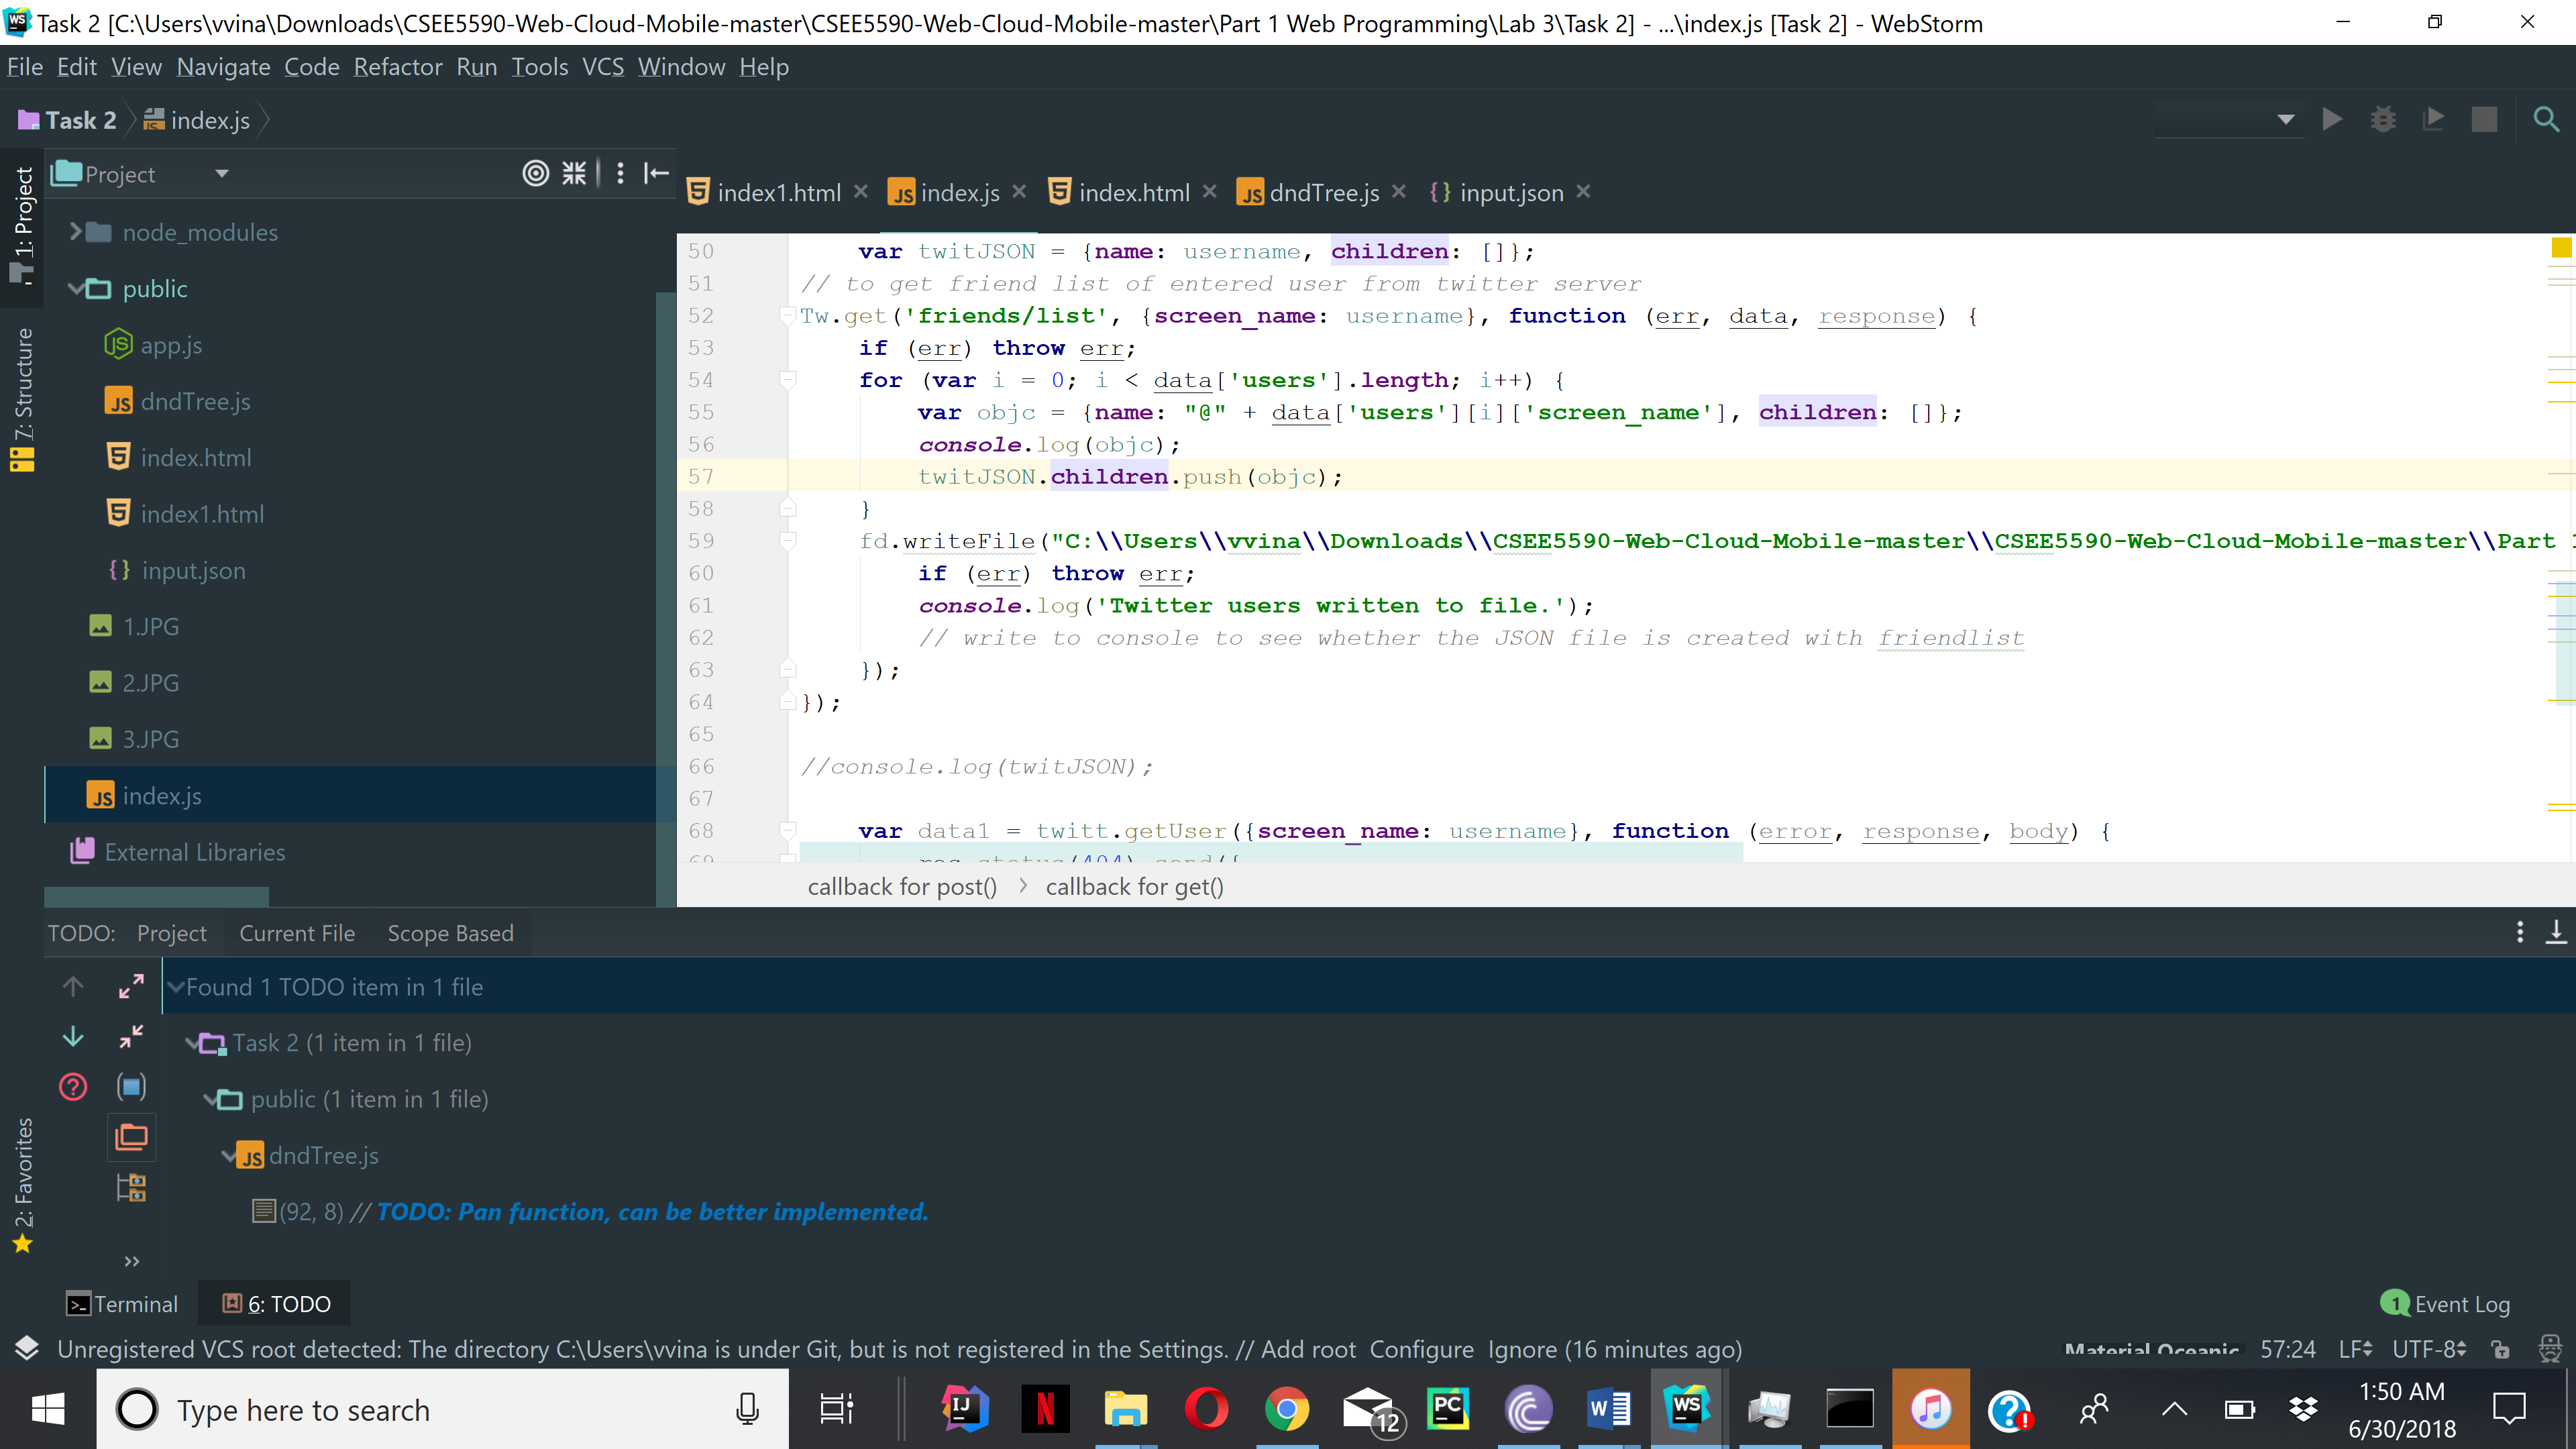 Task 2 [C:\Users\vvina\Downloads\CSEE5590-Web-Cloud-Mobile-master\CSEE5590-Web-Cloud-Mobile-master\Part 1 Web Programming\Lab 3\Task 2] - ...\index.js [Task 2] - WebStorm
File Edit View Navigate Code Refactor Run Tools VCS Window Help
Task 2 index.js
1: Project
7: Structure
2: Favorites
Project
node_modules
public
app.js
dndTree.js
index.html
index1.html
input.json
1.JPG
2.JPG
3.JPG
index.js
External Libraries
index1.html index.js index.html dndTree.js input.json
50 var twitJSON = {name: username, children: []};
51 // to get friend list of entered user from twitter server
52 Tw.get('friends/list', {screen_name: username}, function (err, data, response) {
53 if (err) throw err;
54 for (var i = 0; i < data['users'].length; i++) {
55 var objc = {name: "@" + data['users'][i]['screen_name'], children: []};
56 console.log(objc);
57 twitJSON.children.push(objc);
58 }
59 fd.writeFile("C:\\Users\\vvina\\Downloads\\CSEE5590-Web-Cloud-Mobile-master\\CSEE5590-Web-Cloud-Mobile-master\\Part
60 if (err) throw err;
61 console.log('Twitter users written to file.');
62 // write to console to see whether the JSON file is created with friendlist
63 });
64 });
65
66 //console.log(twitJSON);
67
68 var data1 = twitt.getUser({screen_name: username}, function (error, response, body) {
callback for post() callback for get()
TODO: Project Current File Scope Based
Found 1 TODO item in 1 file
Task 2 (1 item in 1 file)
public (1 item in 1 file)
dndTree.js
(92, 8) // TODO: Pan function, can be better implemented.
Terminal 6: TODO 1 Event Log
Unregistered VCS root detected: The directory C:\Users\vvina is under Git, but is not registered in the Settings. // Add root Configure Ignore (16 minutes ago) Material Oceanic 57:24 LF UTF-8
Type here to search 12 1:50 AM
6/30/2018